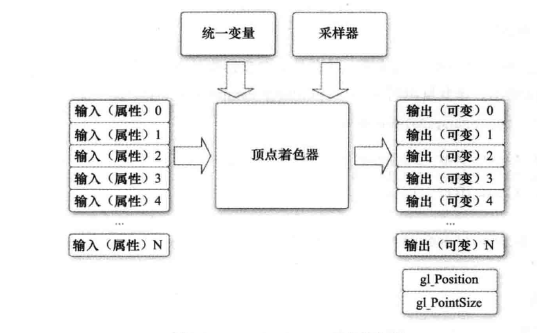 统一变量
采样器
输入（属性）0
输入（属性）1
输入（属性）2
输入（属性）3
输入（属性）4
...
输入（属性）N
顶点着色器
输出（可变）0
输出（可变）1
输出（可变）2
输出（可变）3
输出（可变）4
...
输出（可变）N
gl_Position
gl_PointSize